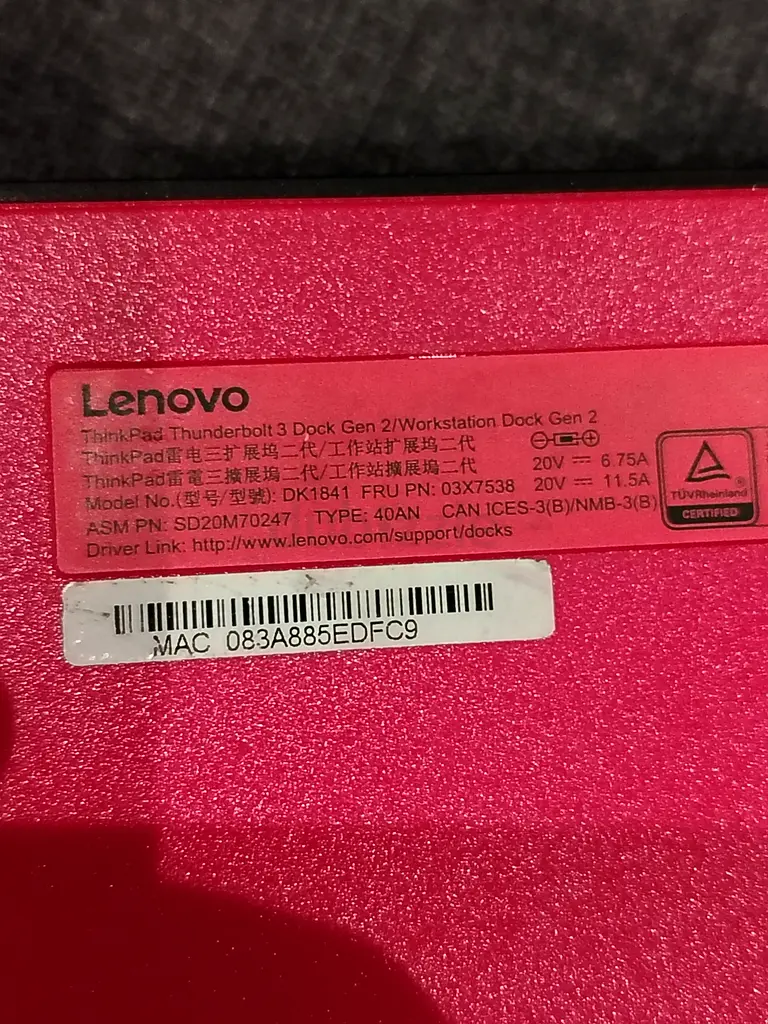 Lenovo
ThinkPad Thunderbolt 3 Dock Gen 2/Workstation Dock Gen 2
ThinkPad雷电三扩展坞二代/工作站扩展坞二代
ThinkPad雷電三擴展塢二代/工作站擴展塢二代
Model No.(型号/型號): DK1841 FRU PN: 03X7538
ASM PN: SD20M70247 TYPE: 40AN CAN ICES-3(B)/NMB-3(B)
Driver Link: http://www.lenovo.com/support/docks
20V ⎓ 6.75A
20V ⎓ 11.5A
TÜVRheinland®
CERTIFIED
MAC 083A885EDFC9